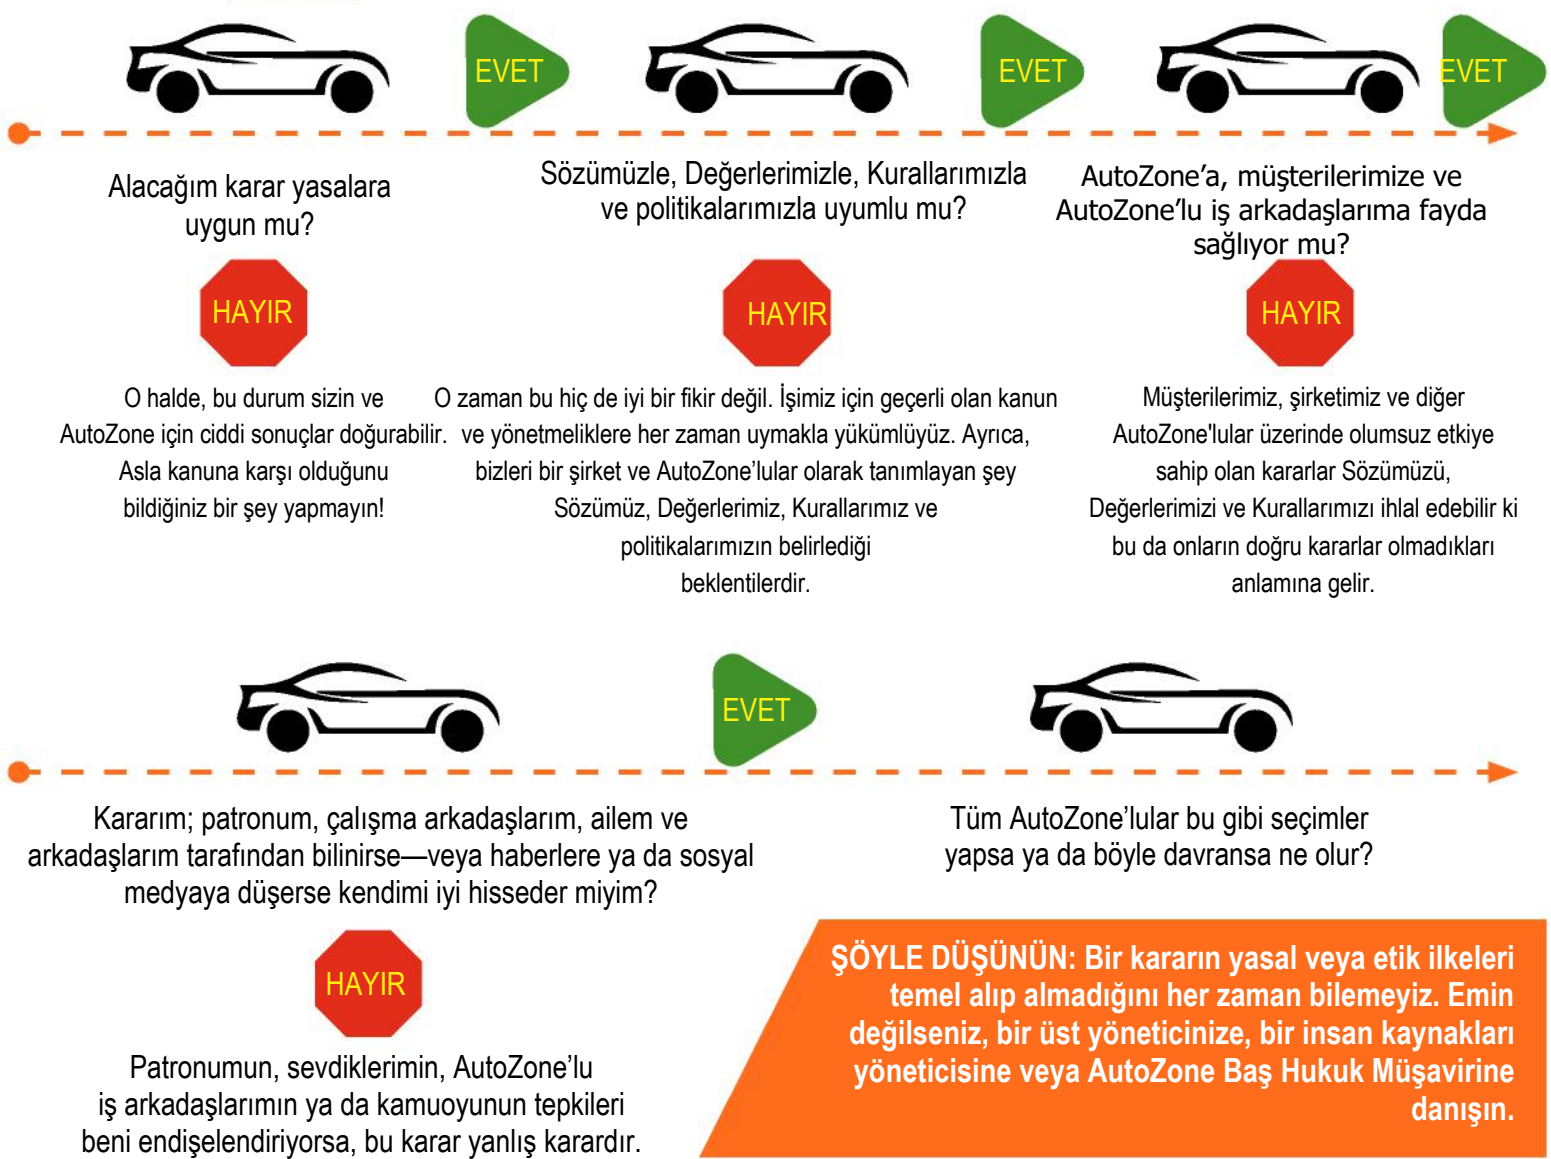 EVET
EVET
EVET
Alacağım karar yasalara
uygun mu?
HAYIR
O halde, bu durum sizin ve
AutoZone için ciddi sonuçlar doğurabilir.
Asla kanuna karşı olduğunu
bildiğiniz bir şey yapmayın!
Sözümüzle, Değerlerimizle, Kurallarımızla
ve politikalarımızla uyumlu mu?
HAYIR
O zaman bu hiç de iyi bir fikir değil. İşimiz için geçerli olan kanun
ve yönetmeliklere her zaman uymakla yükümlüyüz. Ayrıca,
bizleri bir şirket ve AutoZone’lular olarak tanımlayan şey
Sözümüz, Değerlerimiz, Kurallarımız ve
politikalarımızın belirlediği
beklentilerdir.
AutoZone’a, müşterilerimize ve
AutoZone’lu iş arkadaşlarıma fayda
sağlıyor mu?
HAYIR
Müşterilerimiz, şirketimiz ve diğer
AutoZone'lular üzerinde olumsuz etkiye
sahip olan kararlar Sözümüzü,
Değerlerimizi ve Kurallarımızı ihlal edebilir ki
bu da onların doğru kararlar olmadıkları
anlamına gelir.
EVET
Kararım; patronum, çalışma arkadaşlarım, ailem ve
arkadaşlarım tarafından bilinirse—veya haberlere ya da sosyal
medyaya düşerse kendimi iyi hisseder miyim?
HAYIR
Patronumun, sevdiklerimin, AutoZone’lu
iş arkadaşlarımın ya da kamuoyunun tepkileri
beni endişelendiriyorsa, bu karar yanlış karardır.
Tüm AutoZone’lular bu gibi seçimler
yapsa ya da böyle davransa ne olur?
ŞÖYLE DÜŞÜNÜN: Bir kararın yasal veya etik ilkeleri
temel alıp almadığını her zaman bilemeyiz. Emin
değilseniz, bir üst yöneticinize, bir insan kaynakları
yöneticisine veya AutoZone Baş Hukuk Müşavirine
danışın.